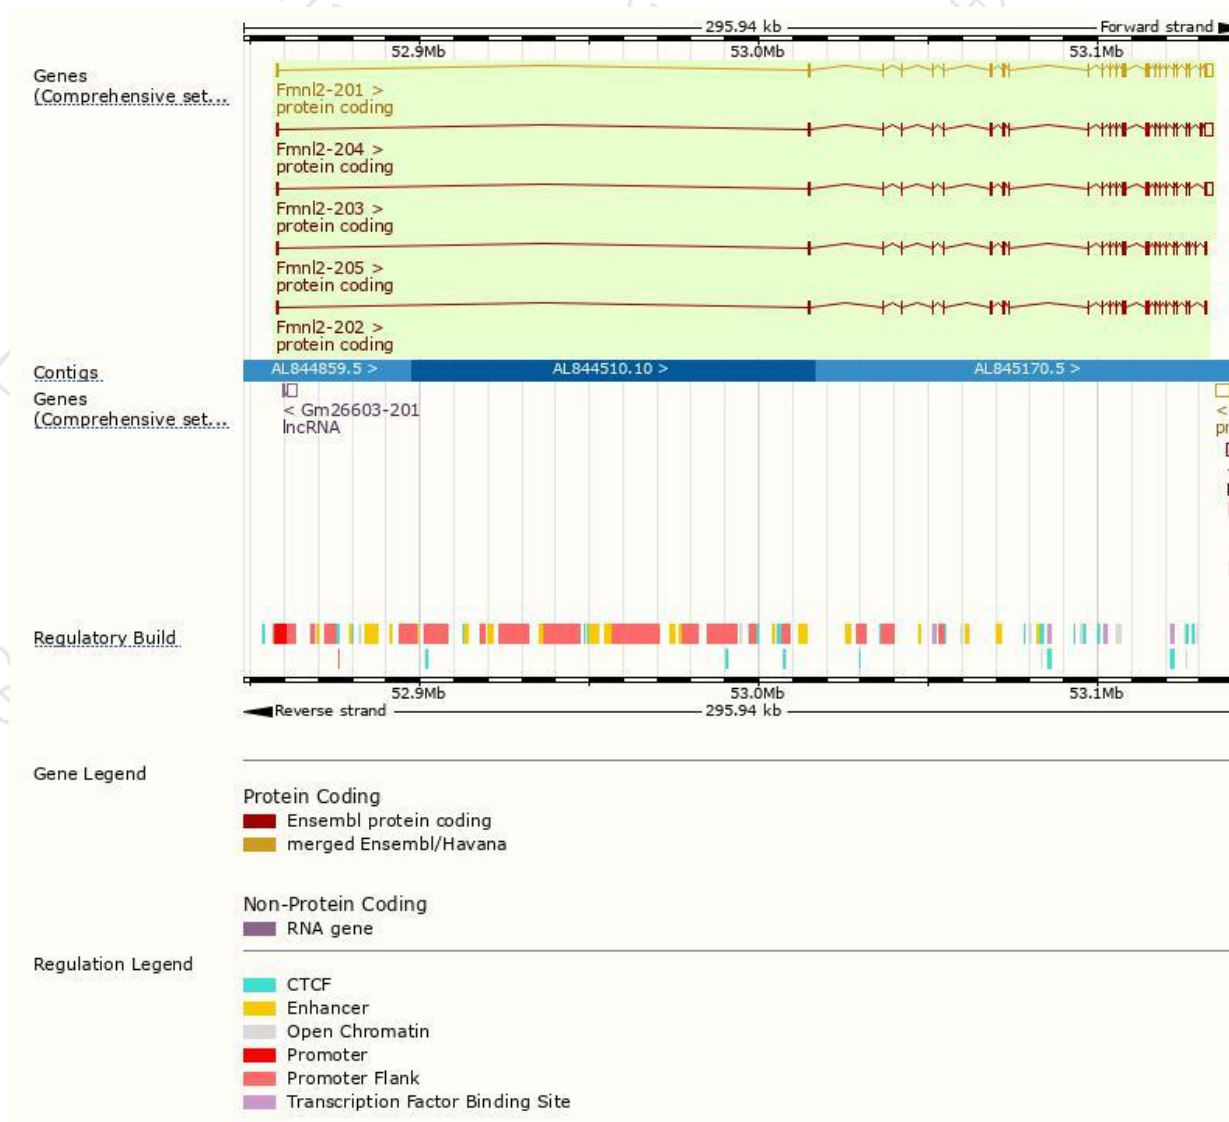 295.94 kb Forward strand
52.9Mb 53.0Mb 53.1Mb
Genes
(Comprehensive set...
Fmnl2-201 >
protein coding
Fmnl2-204 >
protein coding
Fmnl2-203 >
protein coding
Fmnl2-205 >
protein coding
Fmnl2-202 >
protein coding
Contigs
AL844859.5 > AL844510.10 > AL845170.5 >
Genes
(Comprehensive set...
< Gm26603-201
lncRNA
<
pr
Regulatory Build
52.9Mb 53.0Mb 53.1Mb
Reverse strand 295.94 kb
Gene Legend
Protein Coding
Ensembl protein coding
merged Ensembl/Havana
Non-Protein Coding
RNA gene
Regulation Legend
CTCF
Enhancer
Open Chromatin
Promoter
Promoter Flank
Transcription Factor Binding Site